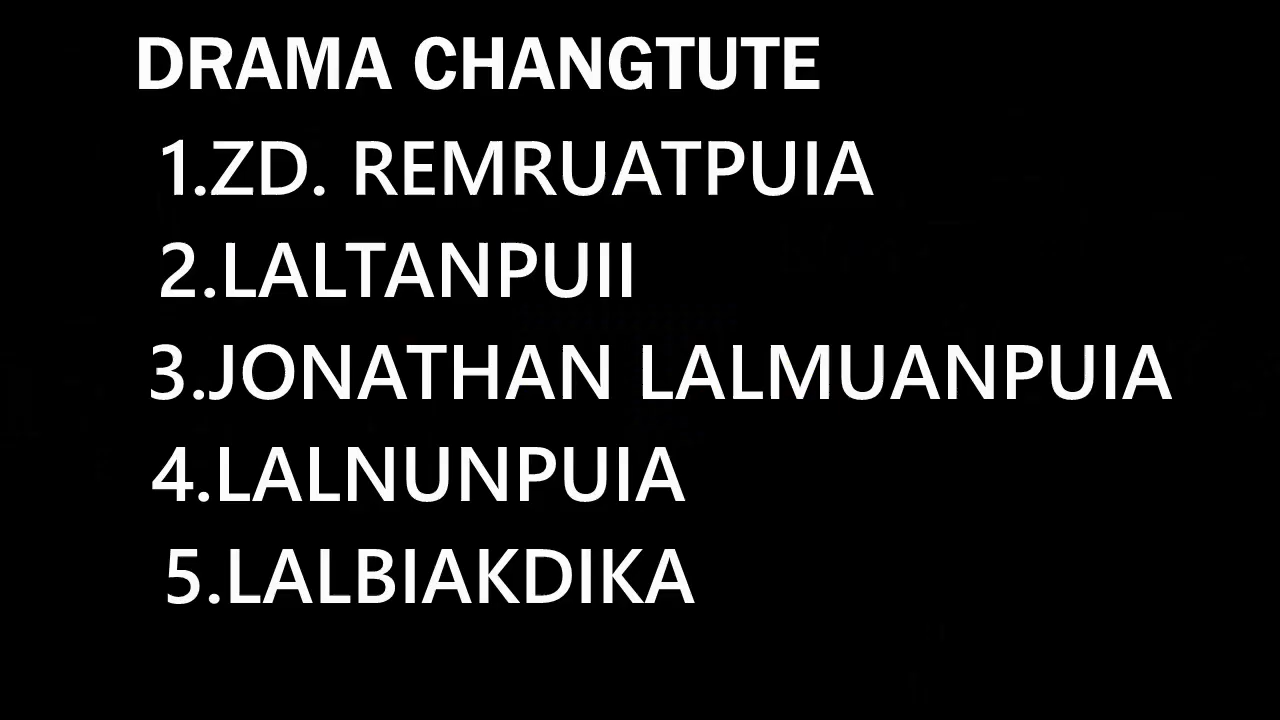 DRAMA CHANGTUTE
1.ZD. REMRUATPUIA
2.LALTANPUII
3.JONATHAN LALMUANPUIA
4.LALNUNPUIA
5.LALBIAKDIKA